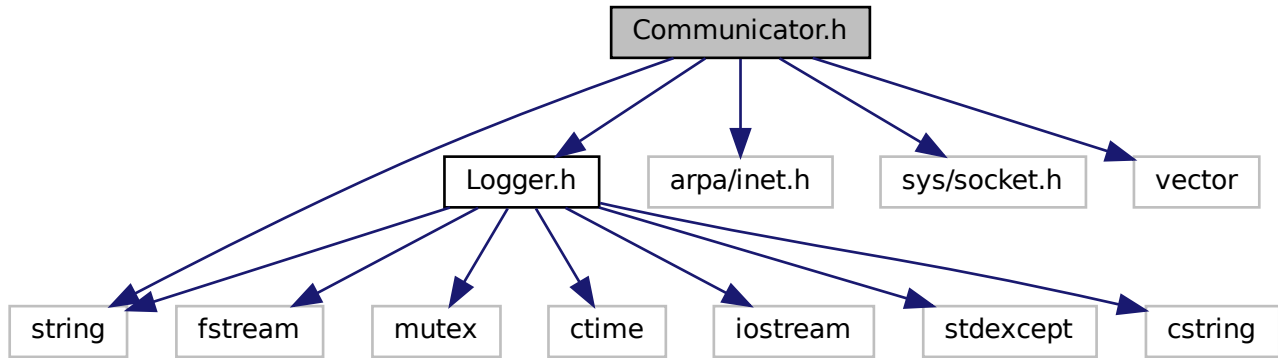 Communicator.h
Logger.h
arpa/inet.h
sys/socket.h
vector
string
fstream
mutex
ctime
iostream
stdexcept
cstring